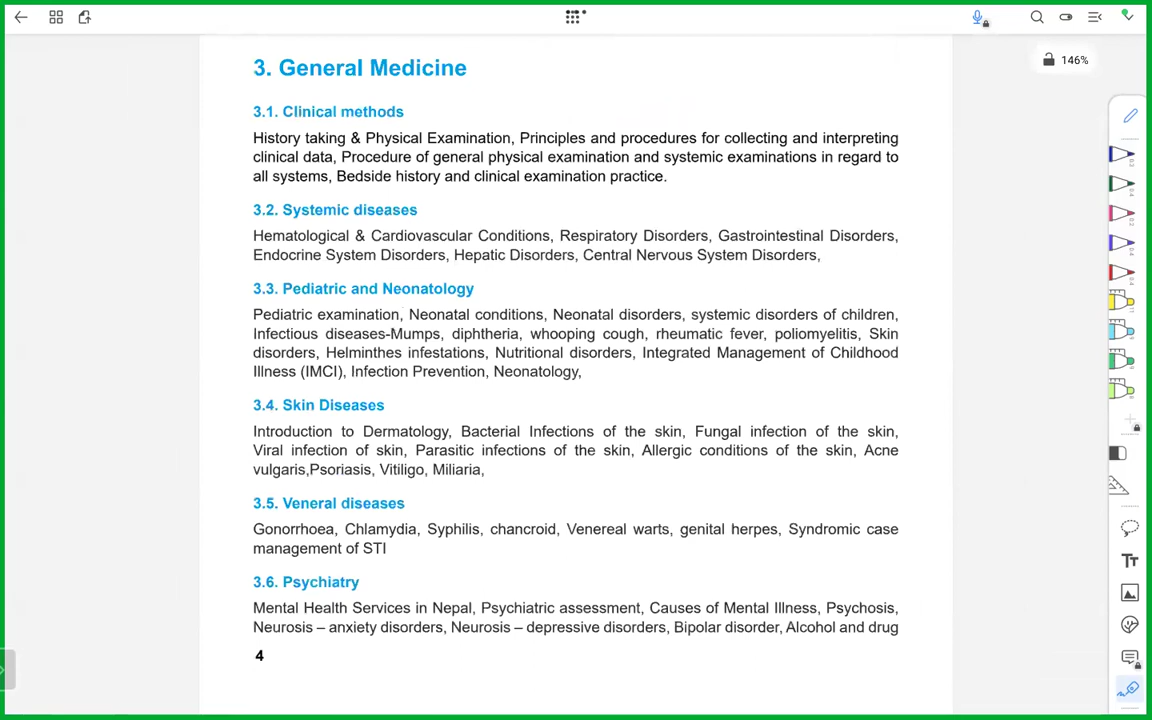 146%
3. General Medicine
3.1. Clinical methods
History taking & Physical Examination, Principles and procedures for collecting and interpreting
clinical data, Procedure of general physical examination and systemic examinations in regard to
all systems, Bedside history and clinical examination practice.
3.2. Systemic diseases
Hematological & Cardiovascular Conditions, Respiratory Disorders, Gastrointestinal Disorders,
Endocrine System Disorders, Hepatic Disorders, Central Nervous System Disorders,
3.3. Pediatric and Neonatology
Pediatric examination, Neonatal conditions, Neonatal disorders, systemic disorders of children,
Infectious diseases-Mumps, diphtheria, whooping cough, rheumatic fever, poliomyelitis, Skin
disorders, Helminthes infestations, Nutritional disorders, Integrated Management of Childhood
Illness (IMCI), Infection Prevention, Neonatology,
3.4. Skin Diseases
Introduction to Dermatology, Bacterial Infections of the skin, Fungal infection of the skin,
Viral infection of skin, Parasitic infections of the skin, Allergic conditions of the skin, Acne
vulgaris,Psoriasis, Vitiligo, Miliaria,
3.5. Veneral diseases
Gonorrhoea, Chlamydia, Syphilis, chancroid, Venereal warts, genital herpes, Syndromic case
management of STI
3.6. Psychiatry
Mental Health Services in Nepal, Psychiatric assessment, Causes of Mental Illness, Psychosis,
Neurosis – anxiety disorders, Neurosis – depressive disorders, Bipolar disorder, Alcohol and drug
4
Tт